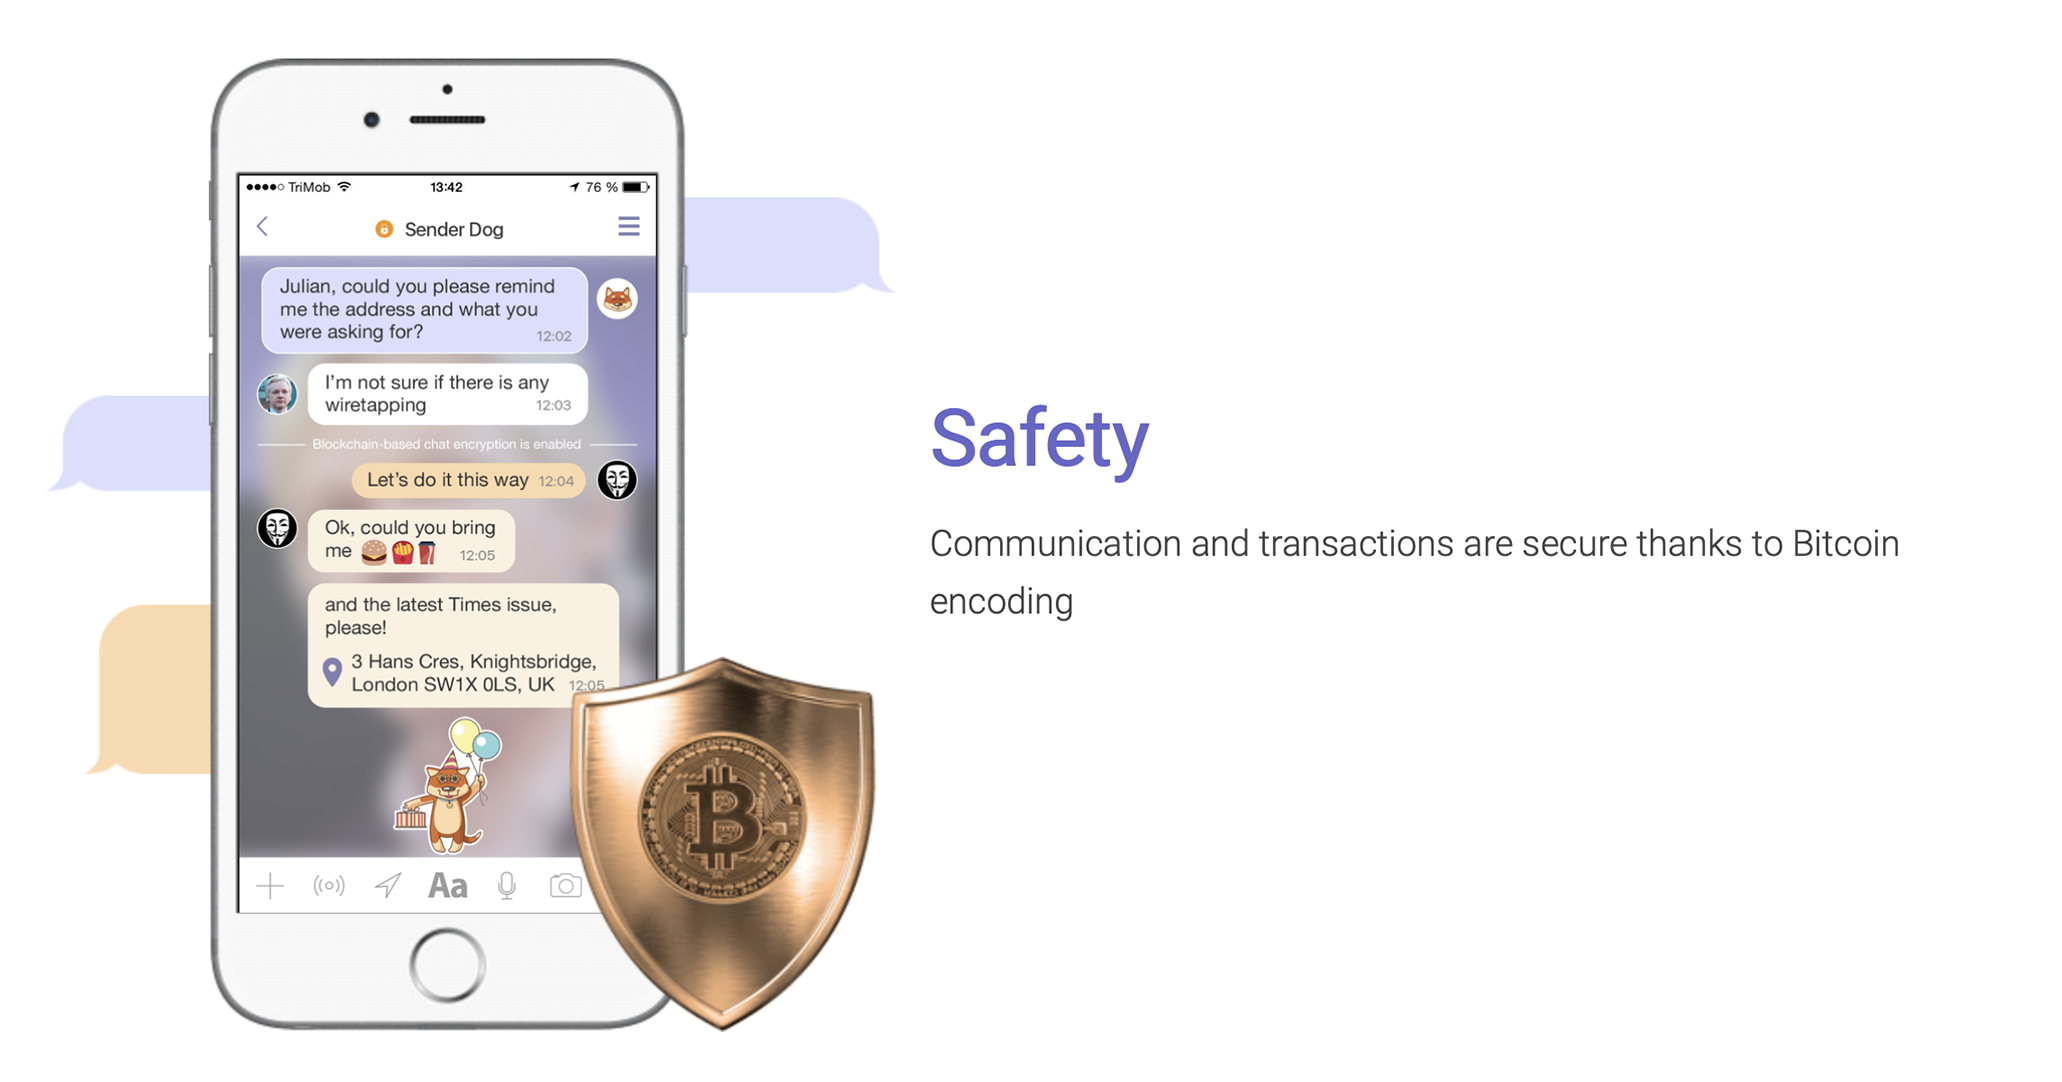 TriMob 13:42 76 %
Sender Dog
Julian, could you please remind
me the address and what you
were asking for?
12:02
I'm not sure if there is any
wiretapping
12:03
Blockchain-based chat encryption is enabled
Let's do it this way 12:04
Ok, could you bring
me
12:05
and the latest Times issue,
please!
3 Hans Cres, Knightsbridge,
London SW1X 0LS, UK 12:05
Aa
Safety
Communication and transactions are secure thanks to Bitcoin
encoding